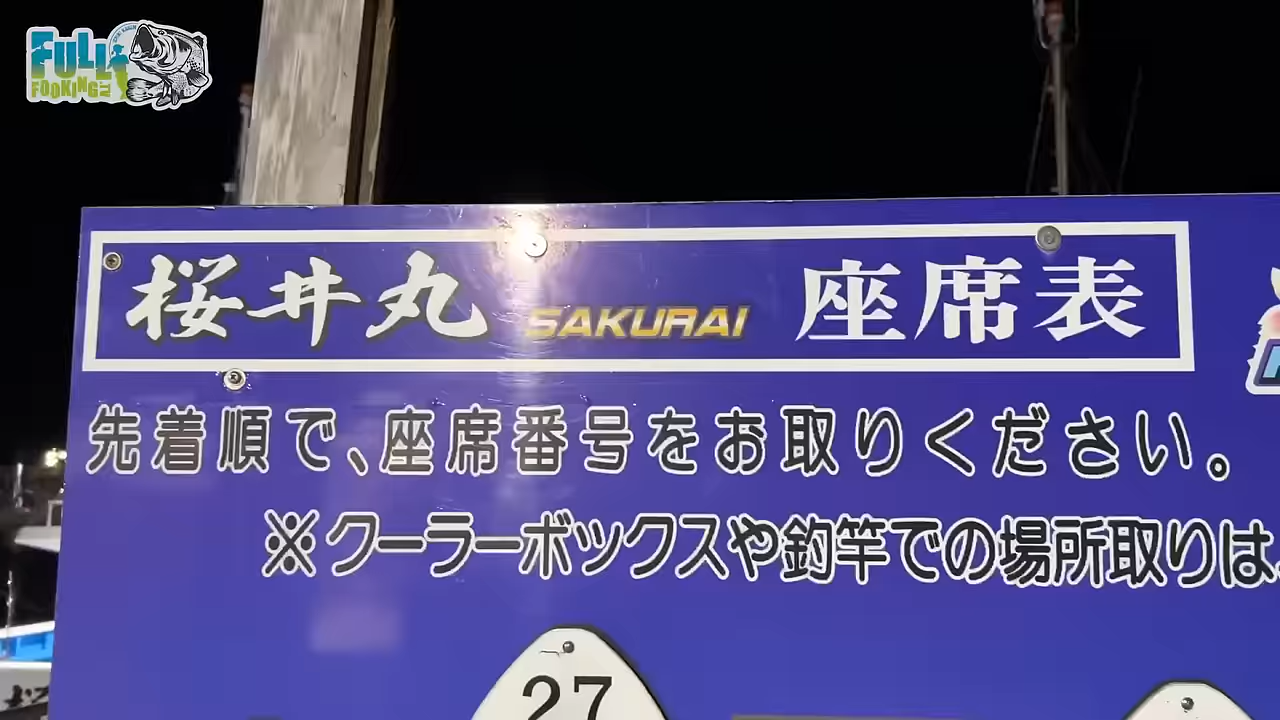 FULL
FOOKING
桜井丸 SAKURAI 座席表
先着順で、座席番号をお取りください。
※クーラーボックスや釣竿での場所取りは
27